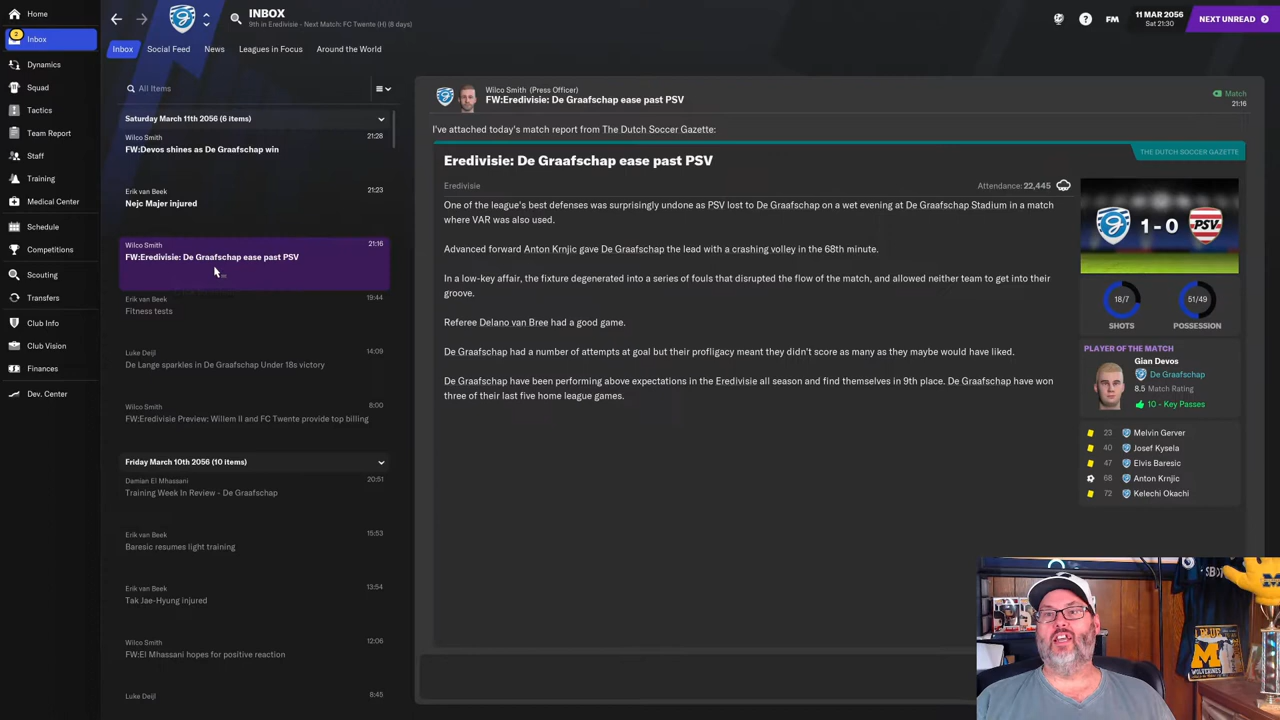 Home
2
Inbox
Dynamics
Squad
Tactics
Team Report
Staff
Training
Medical Center
Schedule
Competitions
Scouting
Transfers
Club Info
Club Vision
Finances
Dev. Center
INBOX
9th in Eredivisie - Next Match: FC Twente (H) (8 days)
?
FM
11 MAR 2056
Sat 21:30
NEXT UNREAD
Inbox
Social Feed
News
Leagues in Focus
Around the World
All Items
Saturday March 11th 2056 (6 items)
Wilco Smith
21:28
FW:Devos shines as De Graafschap win
Erik van Beek
21:23
Nejc Majer injured
Wilco Smith
21:16
FW:Eredivisie: De Graafschap ease past PSV
Erik van Beek
19:44
Fitness tests
Luke Deijl
14:09
De Lange sparkles in De Graafschap Under 18s victory
Wilco Smith
8:00
FW:Eredivisie Preview: Willem II and FC Twente provide top billing
Friday March 10th 2056 (10 items)
Damian El Mhassani
20:51
Training Week In Review - De Graafschap
Erik van Beek
15:53
Baresic resumes light training
Erik van Beek
13:54
Tak Jae-Hyung injured
Wilco Smith
12:06
FW:El Mhassani hopes for positive reaction
Luke Deijl
8:45
Wilco Smith (Press Officer)
FW:Eredivisie: De Graafschap ease past PSV
Match
21:16
I've attached today's match report from The Dutch Soccer Gazette:
THE DUTCH SOCCER GAZETTE
Eredivisie: De Graafschap ease past PSV
Eredivisie
Attendance: 22,445
One of the league's best defenses was surprisingly undone as PSV lost to De Graafschap on a wet evening at De Graafschap Stadium in a match
where VAR was also used.
Advanced forward Anton Krnjic gave De Graafschap the lead with a crashing volley in the 68th minute.
In a low-key affair, the fixture degenerated into a series of fouls that disrupted the flow of the match, and allowed neither team to get into their
groove.
Referee Delano van Bree had a good game.
De Graafschap had a number of attempts at goal but their profligacy meant they didn't score as many as they maybe would have liked.
De Graafschap have been performing above expectations in the Eredivisie all season and find themselves in 9th place. De Graafschap have won
three of their last five home league games.
1 - 0
PSV
18/7
SHOTS
51/49
POSSESSION
PLAYER OF THE MATCH
Gian Devos
De Graafschap
8.5 Match Rating
10 - Key Passes
23 Melvin Gerver
40 Josef Kysela
47 Elvis Baresic
68 Anton Krnjic
72 Kelechi Okachi
M
WOLVERINES